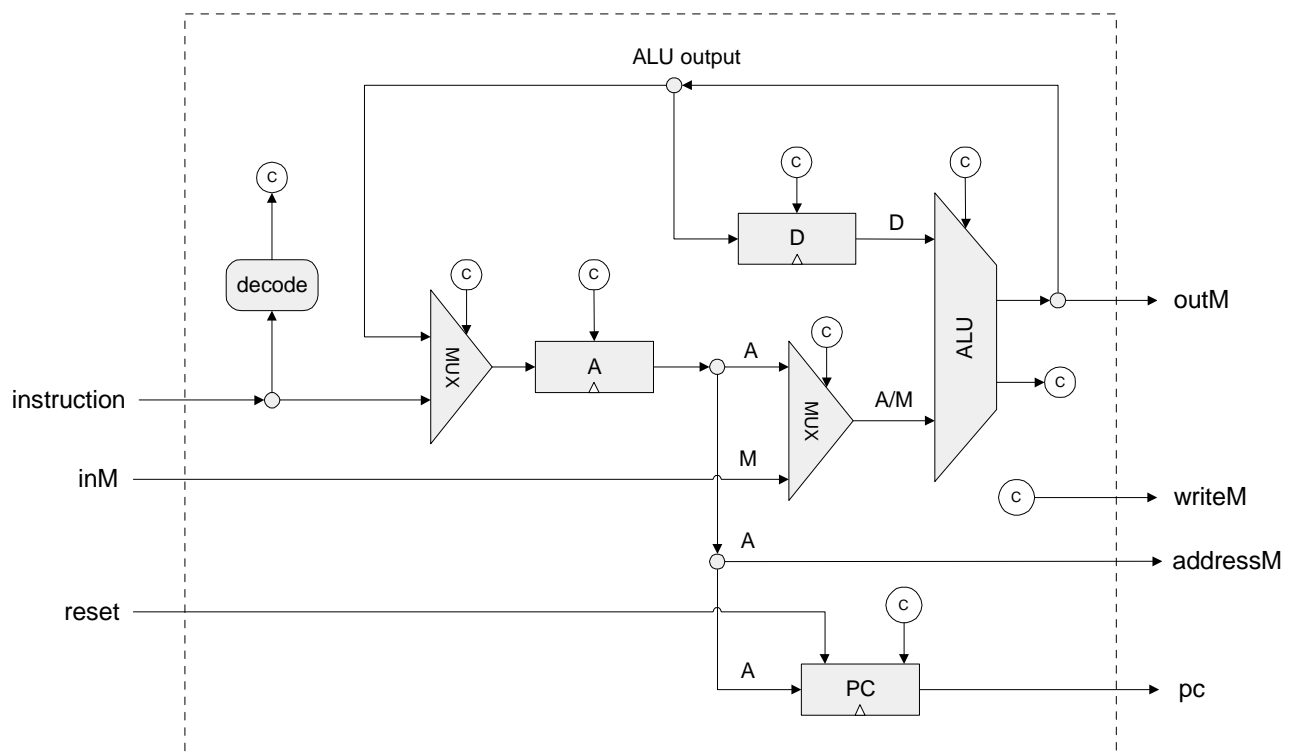 ALU output
C
C
C
D
D
decode
C
C
outM
MUX
A
A
C
MUX
A/M
ALU
C
instruction
inM
M
C
writeM
A
addressM
reset
C
A
PC
pc